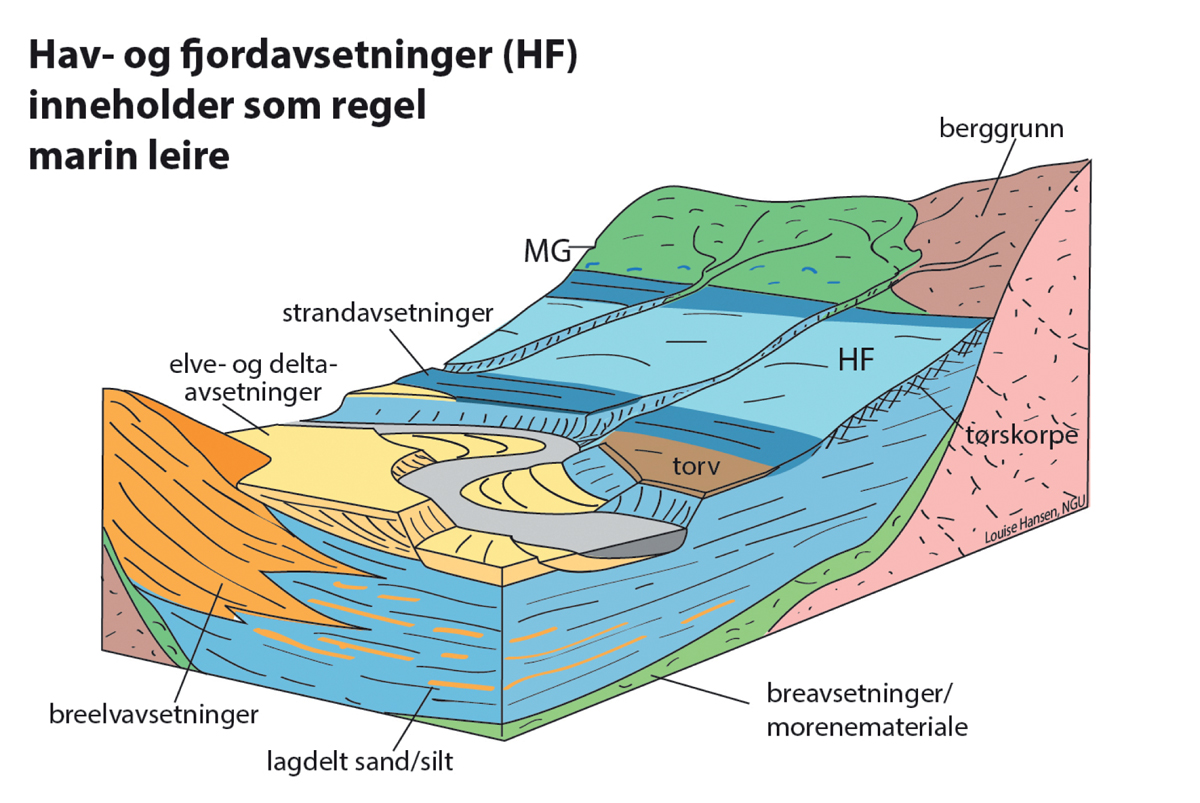 Hav- og fjordavsetninger (HF)
inneholder som regel
marin leire
berggrunn
MG
strandavsetninger
elve- og delta-
avsetninger
HF
tørskorpe
torv
Louise Hansen, NGU
breelvavsetninger
lagdelt sand/silt
breavsetninger/
morenemateriale